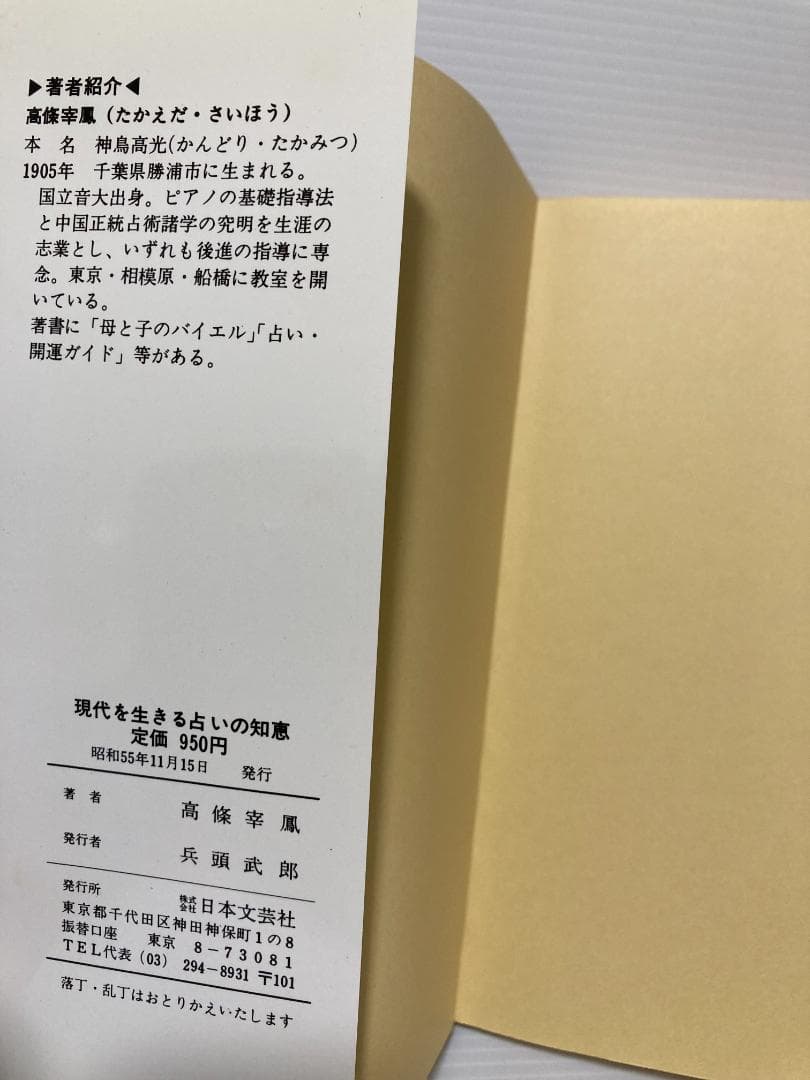 ▶著者紹介◀
高條宰鳳(たかえだ・さいほう)
本 名 神鳥高光(かんどり・たかみつ)
1905年 千葉県勝浦市に生まれる。
国立音大出身。ピアノの基礎指導法
と中国正統占術諸学の究明を生涯の
志業とし、いずれも後進の指導に専
念。東京・相模原・船橋に教室を開
いている。
著書に「母と子のバイエル」「占い・
開運ガイド」等がある。
現代を生きる占いの知恵
定価 950円
昭和55年11月15日 発行
著 者 高條宰鳳
発行者 兵頭武郎
発行所 株式会社日本文芸社
東京都千代田区神田神保町1の8
振替口座 東京 8-73081
TEL代表(03) 294-8931 〒101
落丁・乱丁はおとりかえいたします